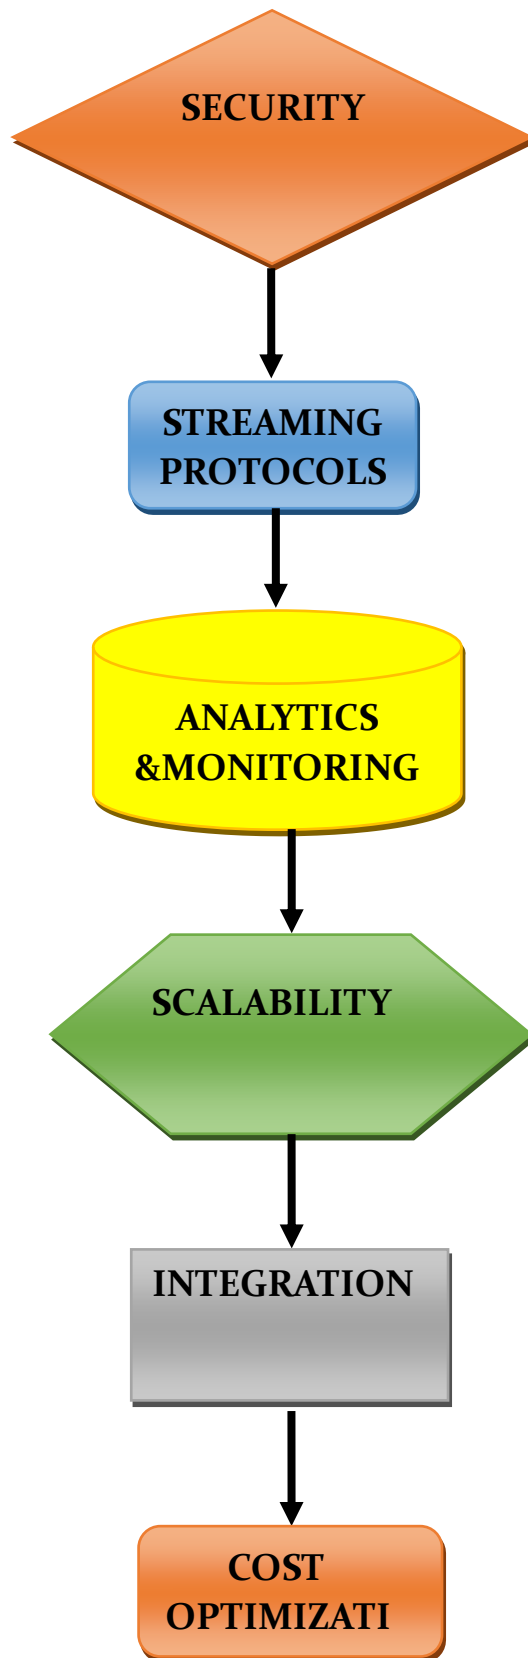 SECURITY
STREAMING
PROTOCOLS
ANALYTICS
&MONITORING
SCALABILITY
INTEGRATION
COST
OPTIMIZATI